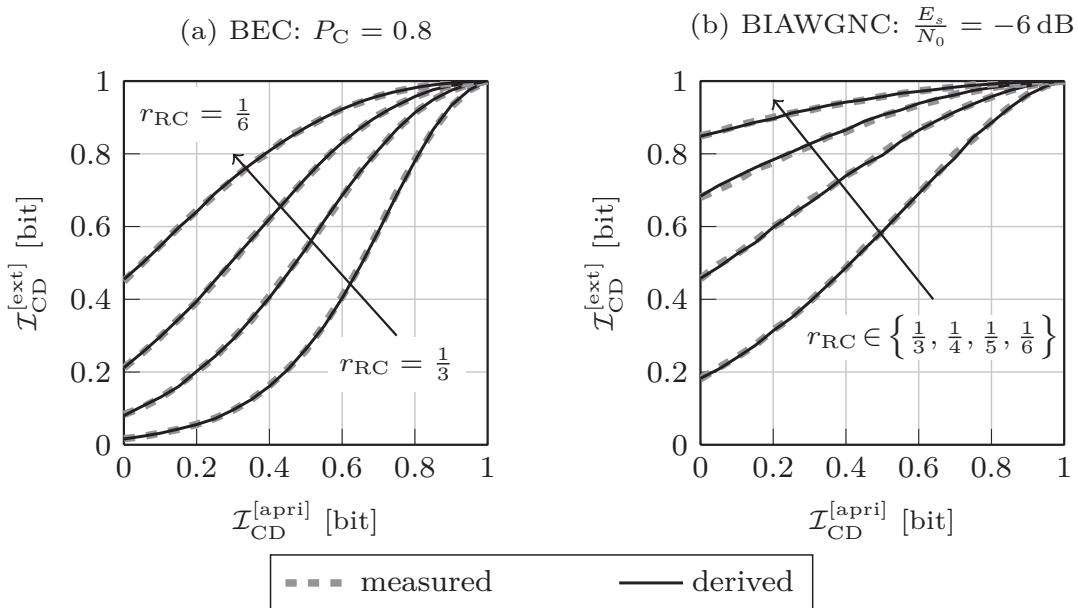 (a) BEC: P_C = 0.8
1
0.8
0.6
0.4
0.2
0
0 0.2 0.4 0.6 0.8 1
r_RC = 1/6
r_RC = 1/3
I_CD^[ext] [bit]
I_CD^[apri] [bit]
(b) BIAWGNC: E_s/N_0 = −6 dB
1
0.8
0.6
0.4
0.2
0
0 0.2 0.4 0.6 0.8 1
r_RC ∈ {1/3, 1/4, 1/5, 1/6}
I_CD^[ext] [bit]
I_CD^[apri] [bit]
measured
derived